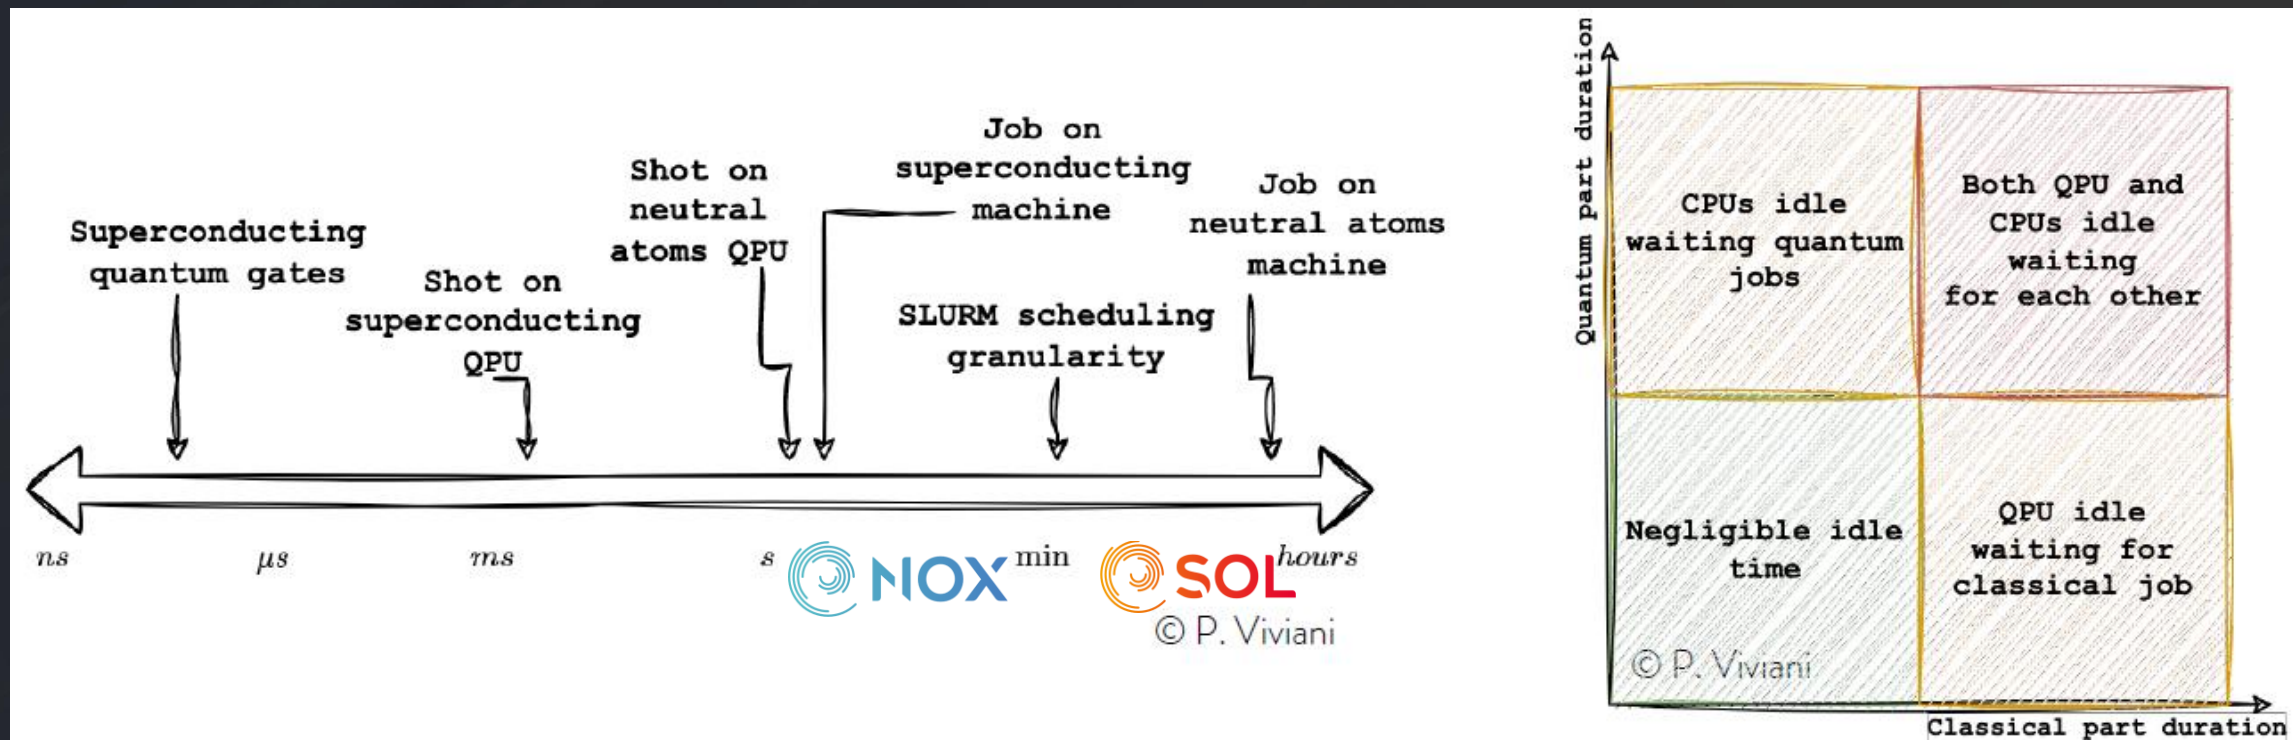 Superconducting
quantum gates
Shot on
superconducting
QPU
Shot on
neutral
atoms QPU
Job on
superconducting
machine
SLURM scheduling
granularity
Job on
neutral atoms
machine
ns
μs
ms
s
NOX
min
SOL
hours
© P. Viviani
Quantum part duration
CPUs idle
waiting quantum
jobs
Both QPU and
CPUs idle
waiting
for each other
Negligible idle
time
QPU idle
waiting for
classical job
© P. Viviani
Classical part duration